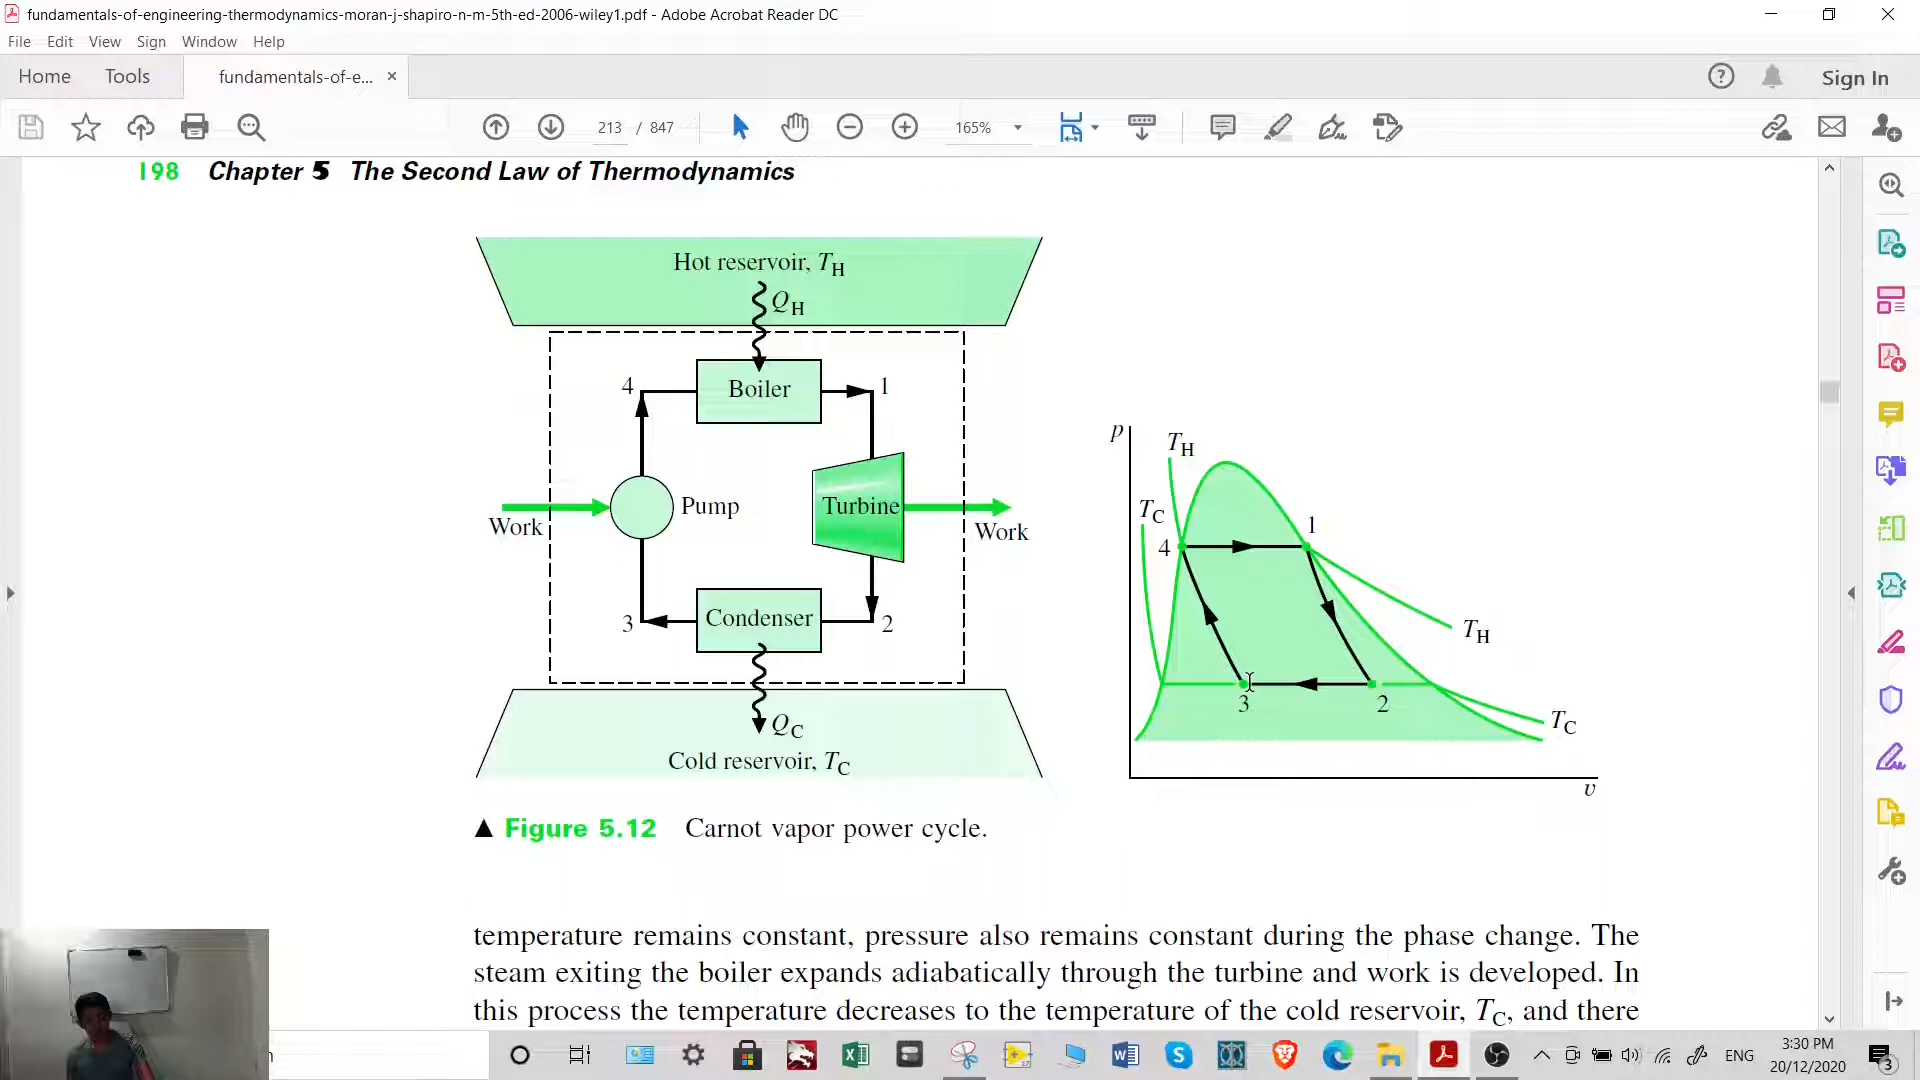 fundamentals-of-engineering-thermodynamics-moran-j-shapiro-n-m-5th-ed-2006-wiley1.pdf - Adobe Acrobat Reader DC
File Edit View Sign Window Help
Home Tools fundamentals-of-e... × Sign In
213 / 847 165%
198 Chapter 5 The Second Law of Thermodynamics
Hot reservoir, TH
QH
4 Boiler 1
Work Pump Turbine Work
3 Condenser 2
QC
Cold reservoir, TC
p
TH
TC
1
4
TH
3 2
TC
v
▲ Figure 5.12 Carnot vapor power cycle.
temperature remains constant, pressure also remains constant during the phase change. The
steam exiting the boiler expands adiabatically through the turbine and work is developed. In
this process the temperature decreases to the temperature of the cold reservoir, TC, and there
ENG
3:30 PM
20/12/2020
3